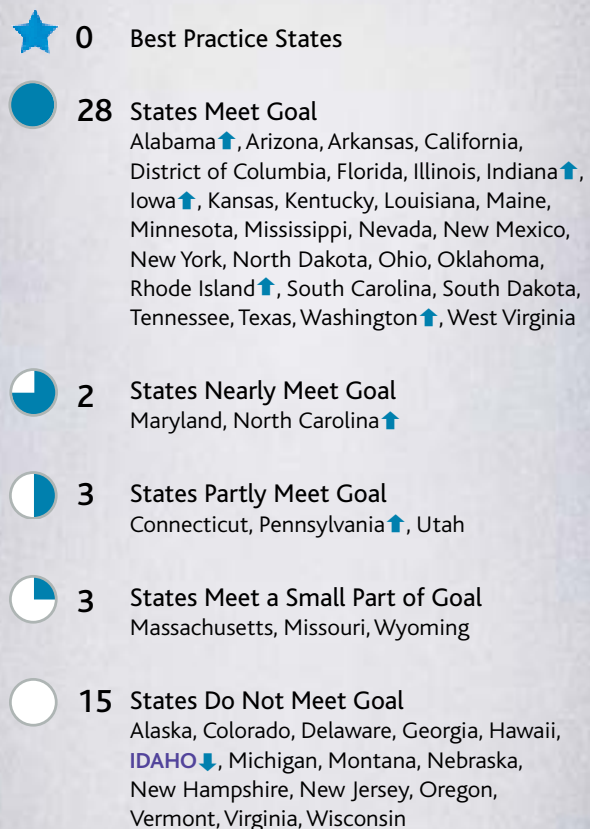 0 Best Practice States
28 States Meet Goal
Alabama⬆, Arizona, Arkansas, California,
District of Columbia, Florida, Illinois, Indiana⬆,
Iowa⬆, Kansas, Kentucky, Louisiana, Maine,
Minnesota, Mississippi, Nevada, New Mexico,
New York, North Dakota, Ohio, Oklahoma,
Rhode Island⬆, South Carolina, South Dakota,
Tennessee, Texas, Washington⬆, West Virginia
2 States Nearly Meet Goal
Maryland, North Carolina⬆
3 States Partly Meet Goal
Connecticut, Pennsylvania⬆, Utah
3 States Meet a Small Part of Goal
Massachusetts, Missouri, Wyoming
15 States Do Not Meet Goal
Alaska, Colorado, Delaware, Georgia, Hawaii,
IDAHO⬇, Michigan, Montana, Nebraska,
New Hampshire, New Jersey, Oregon,
Vermont, Virginia, Wisconsin